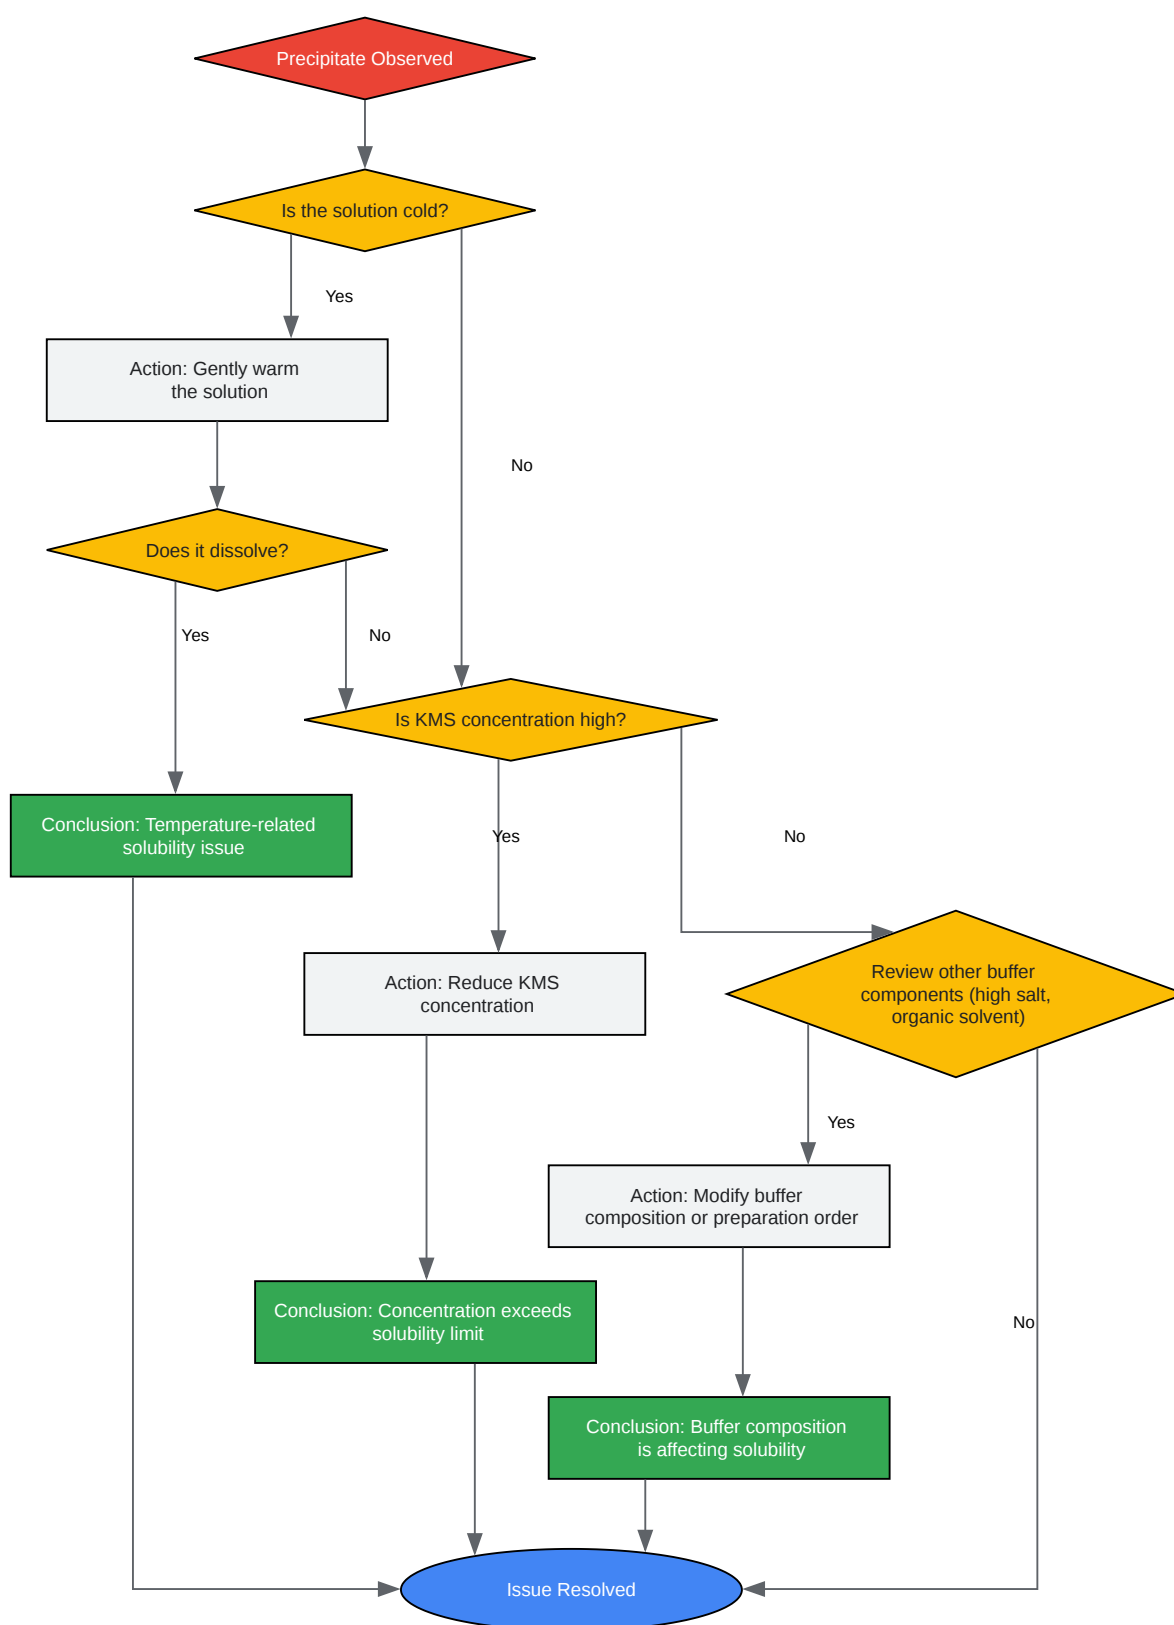 Precipitate Observed
Is the solution cold?
Yes
Action: Gently warm
the solution
No
Does it dissolve?
Yes
No
Is KMS concentration high?
Conclusion: Temperature-related
solubility issue
Yes
No
Review other buffer
components (high salt,
organic solvent)
Action: Reduce KMS
concentration
Yes
Action: Modify buffer
composition or preparation order
Conclusion: Concentration exceeds
solubility limit
No
Conclusion: Buffer composition
is affecting solubility
Issue Resolved